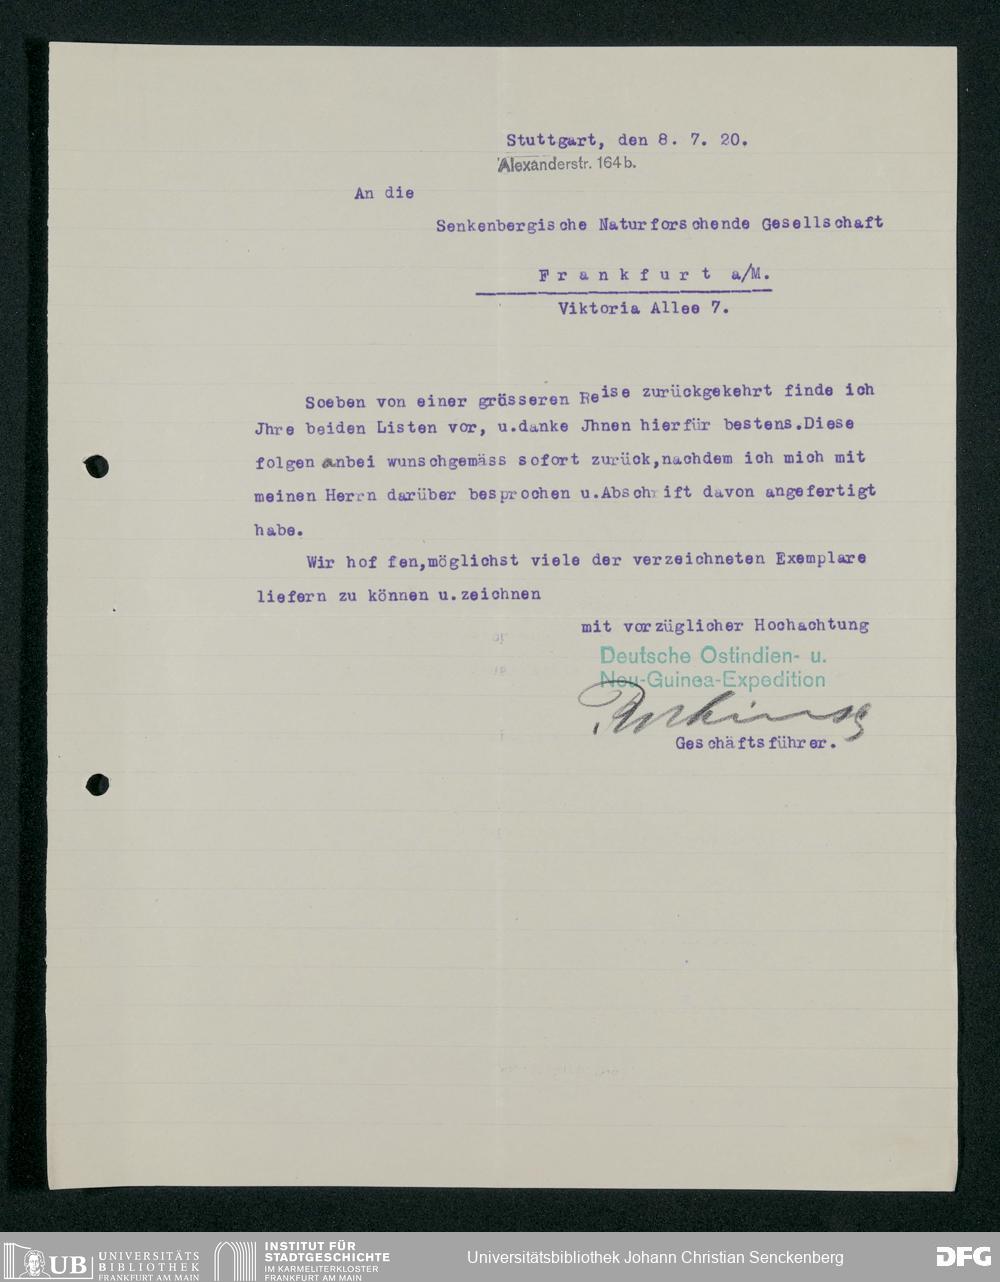 Stuttgart, den 8. 7. 20.
Alexanderstr. 164b.
An die
Senkenbergische Naturforschende Gesellschaft
Frankfurt a/M.
Viktoria Allee 7.
Soeben von einer grösseren Reise zurückgekehrt finde ich
Jhre beiden Listen vor, u.danke Jhnen hierfür bestens.Diese
folgen anbei wunschgemäss sofort zurück,nachdem ich mich mit
meinen Herrn darüber besprochen u.Abschrift davon angefertigt
habe.
Wir hoffen,möglichst viele der verzeichneten Exemplare
liefern zu können u.zeichnen
mit vorzüglicher Hochachtung
Deutsche Ostindien- u.
Neu-Guinea-Expedition
Geschäftsführer.
UB UNIVERSITÄTS
BIBLIOTHEK
FRANKFURT AM MAIN
INSTITUT FÜR
STADTGESCHICHTE
IM KARMELITERKLOSTER
FRANKFURT AM MAIN
Universitätsbibliothek Johann Christian Senckenberg
DFG